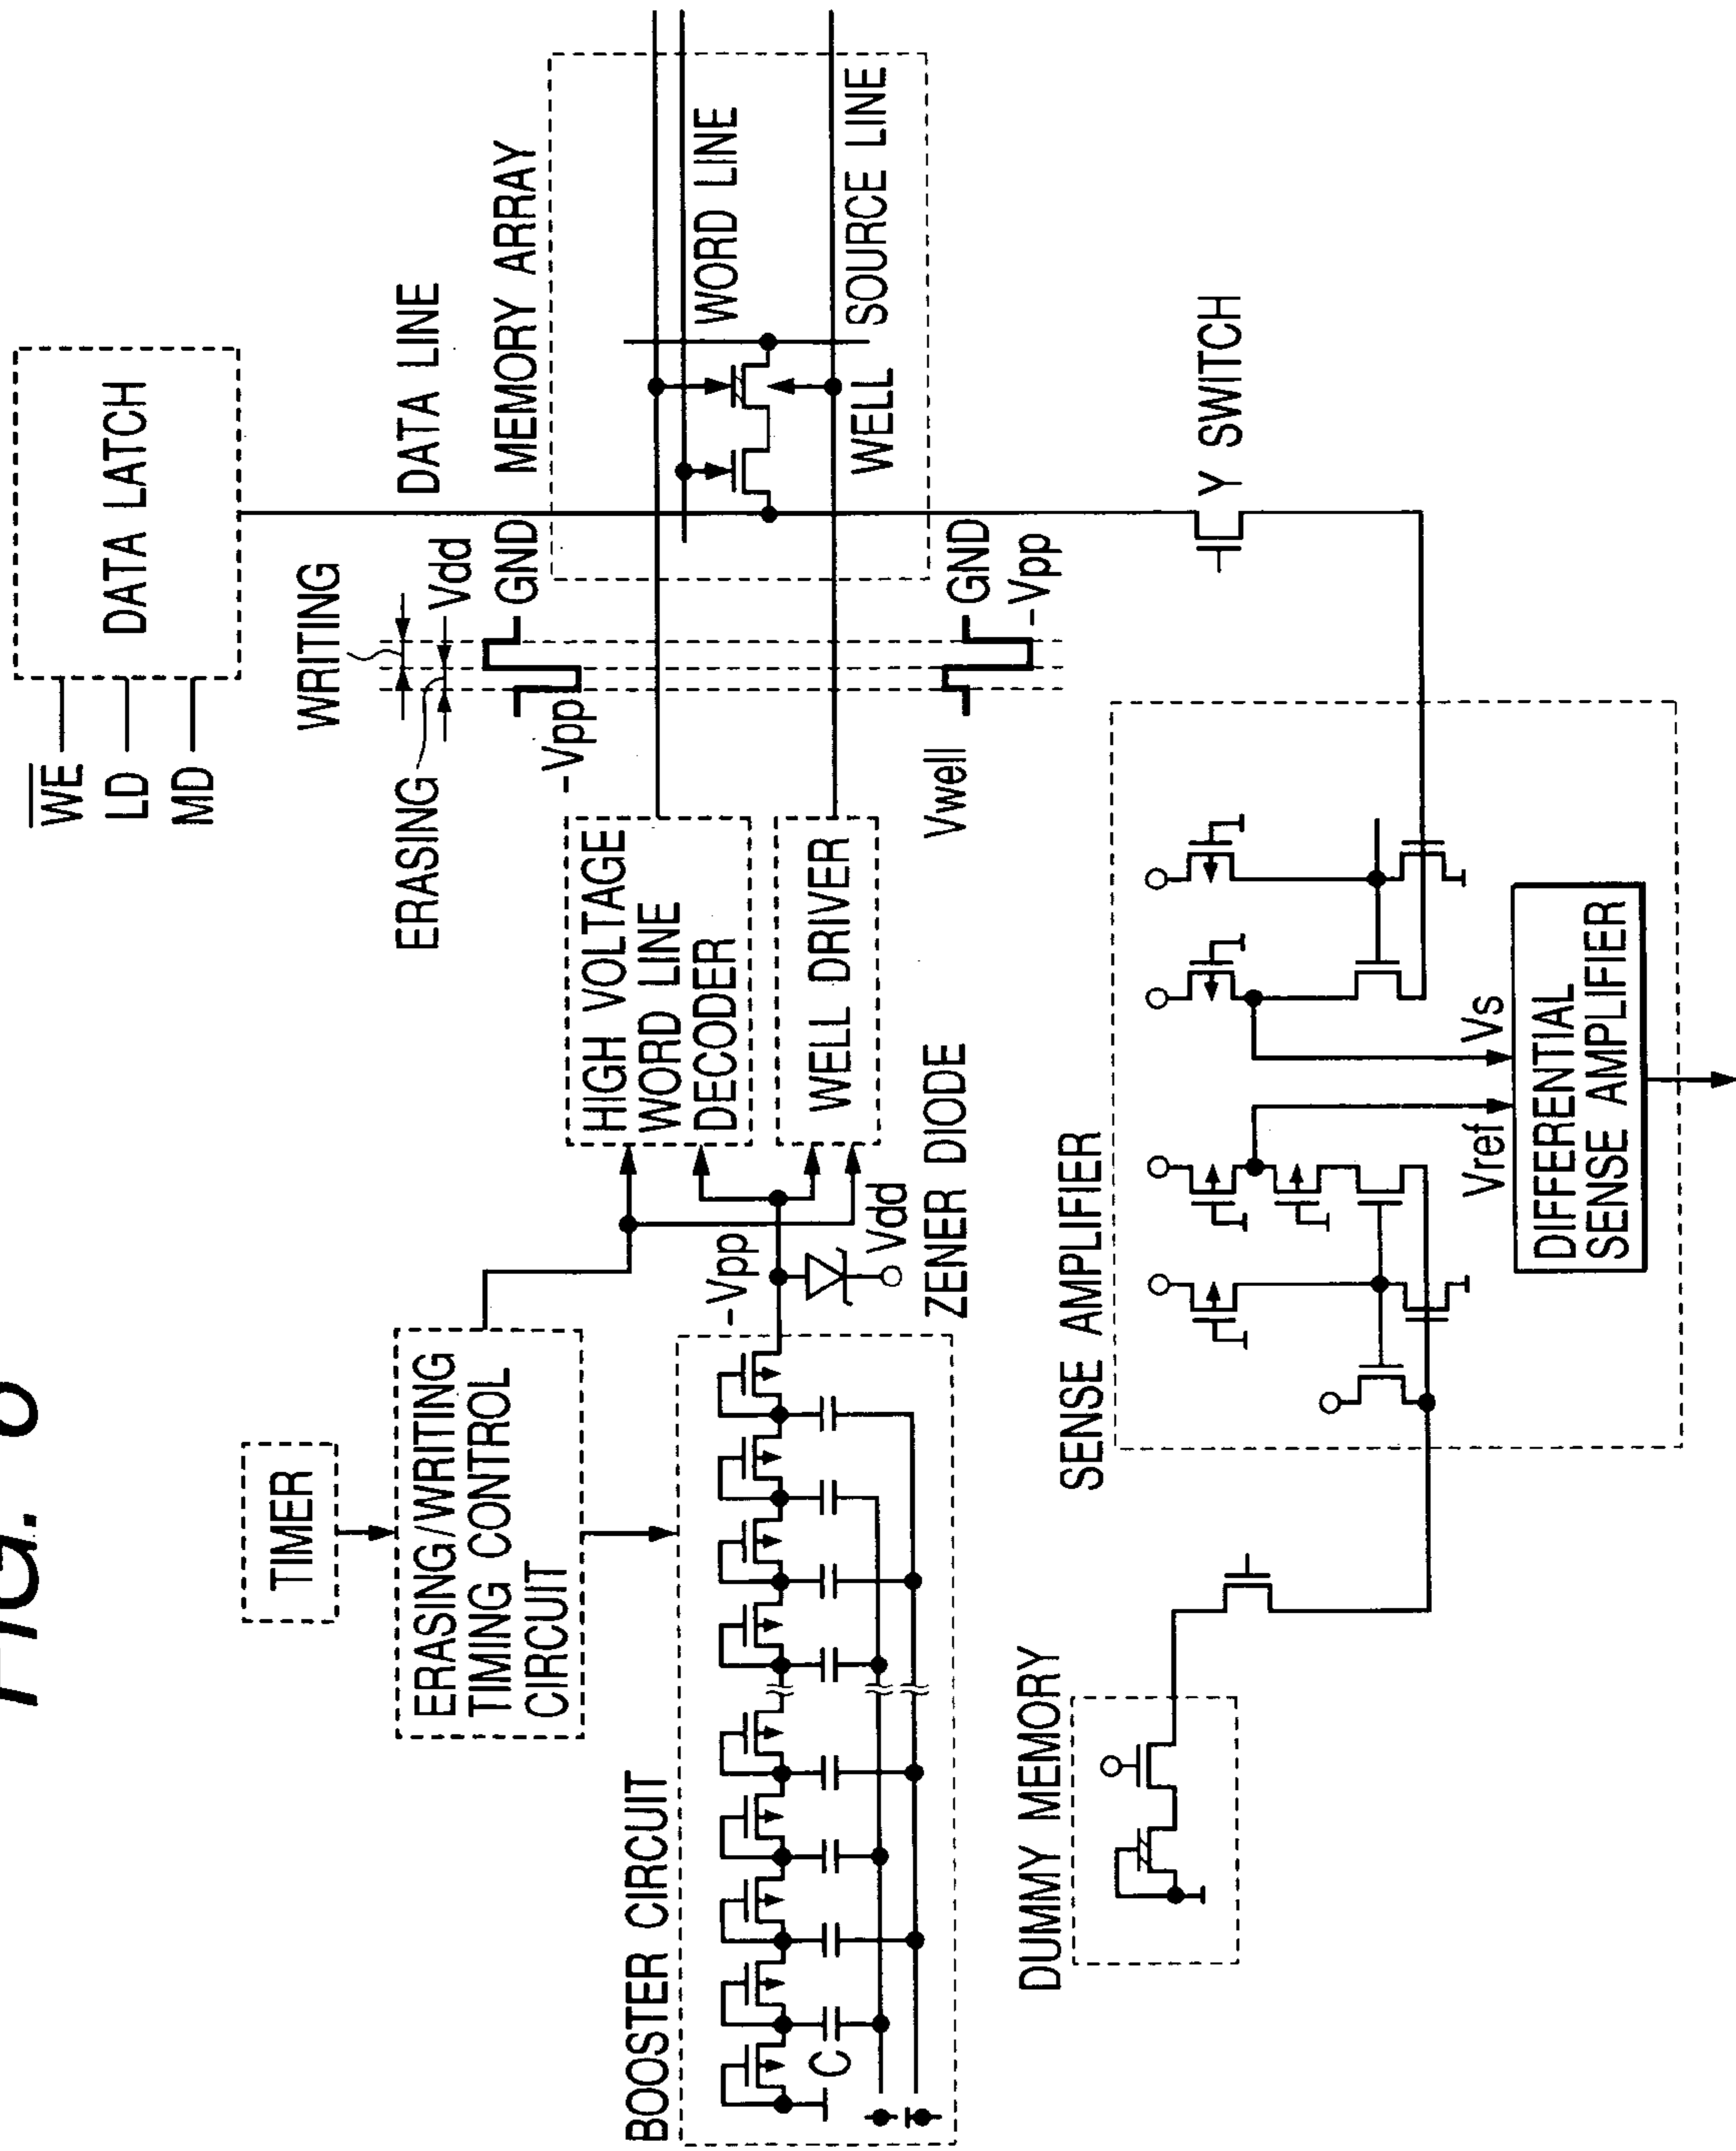 FIG.
WE
LD
MD
DATA LATCH
TIMER
WRITING
ERASING
Vdd
DATA LINE
ERASING/WRITING
TIMING CONTROL
CIRCUIT
-Vpp
GND
MEMORY ARRAY
HIGH VOLTAGE
WORD LINE
DECODER
WORD LINE
BOOSTER CIRCUIT
-Vpp
WELL DRIVER
SOURCE LINE
WELL
C
Vdd
ZENER DIODE
Vwell
GND
-Vpp
DUMMY MEMORY
SENSE AMPLIFIER
Y SWITCH
Vref
Vs
DIFFERENTIAL
SENSE AMPLIFIER